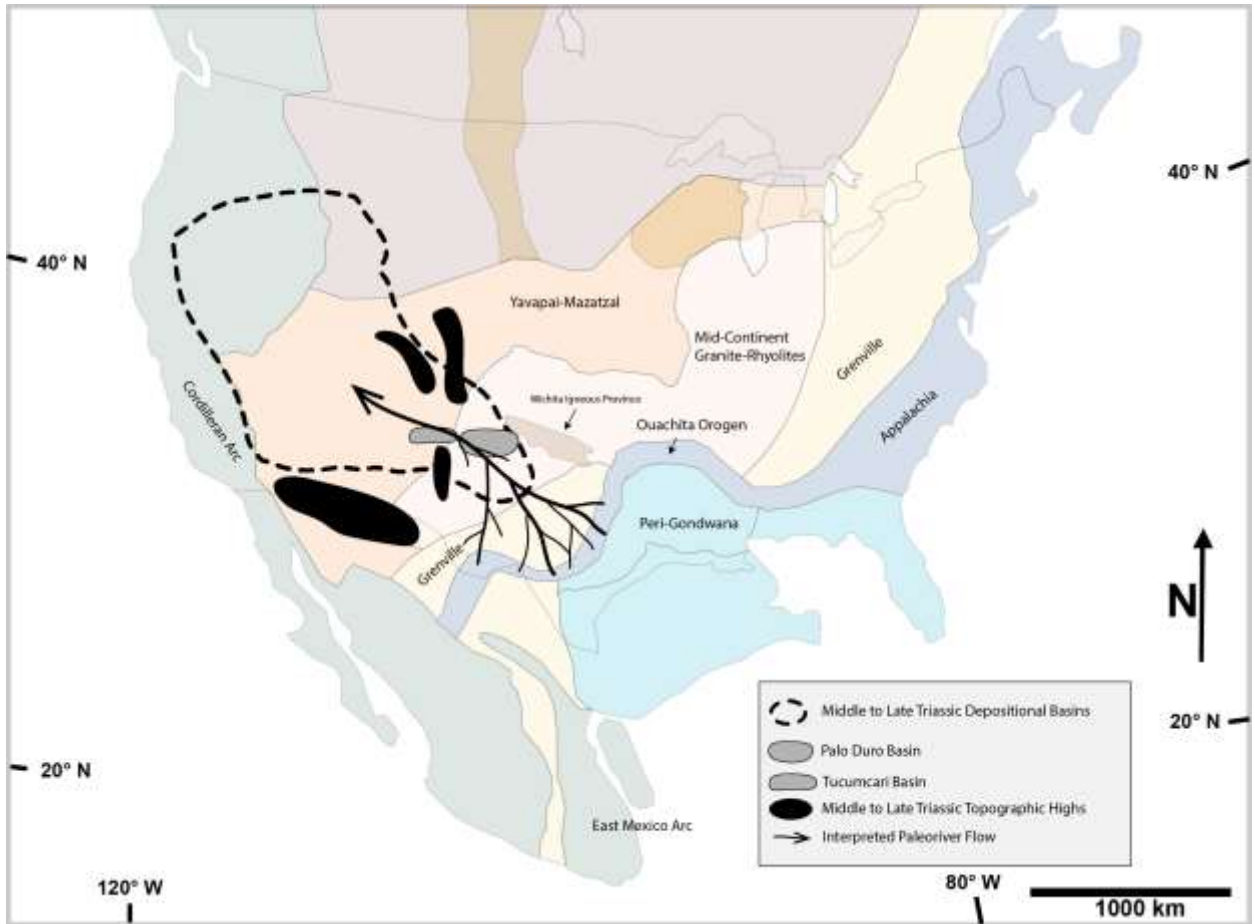 40° N
40° N
Yavapai-Mazatzal
Mid-Continent
Granite-Rhyolites
Grenville
Wichita Igneous Province
Ouachita Orogen
Appalachia
Cordilleran Arc
Peri-Gondwana
Grenville
N
Middle to Late Triassic Depositional Basins
Palo Duro Basin
Tucumcari Basin
Middle to Late Triassic Topographic Highs
Interpreted Paleoriver Flow
20° N
20° N
East Mexico Arc
120° W
80° W
1000 km